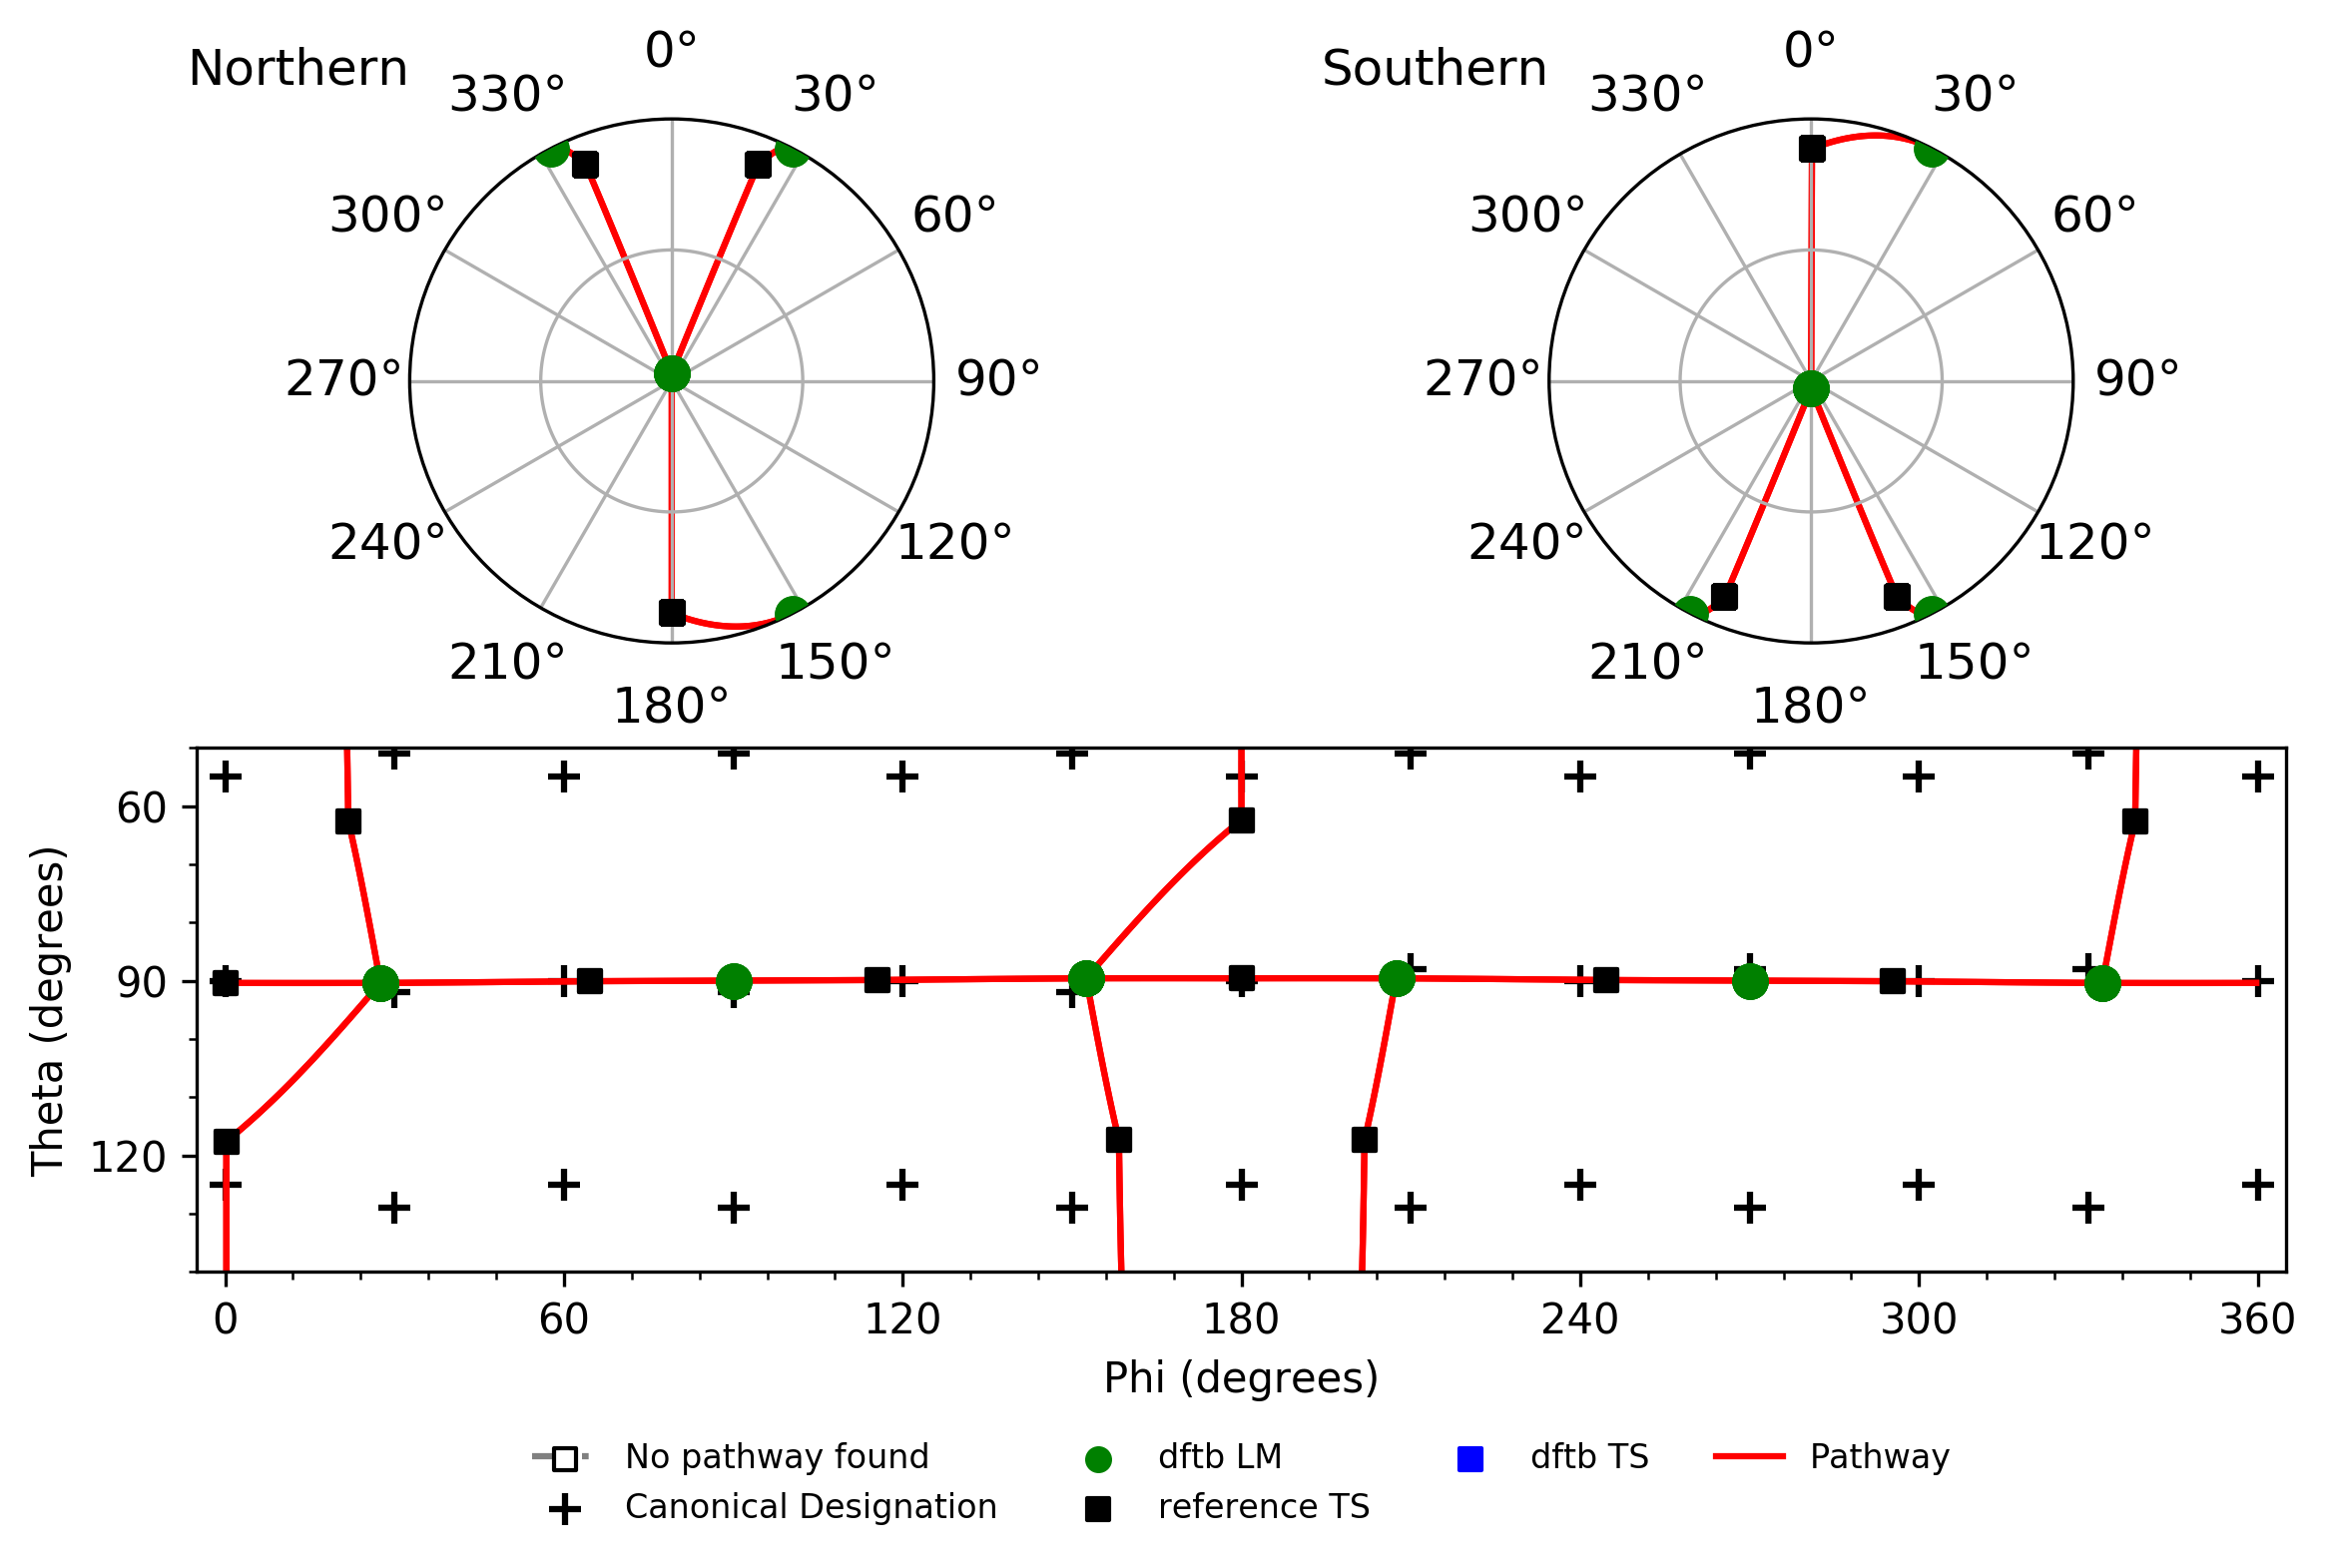 Northern
0°
330°
30°
300°
60°
270°
90°
240°
120°
210°
150°
180°
Southern
0°
330°
30°
300°
60°
270°
90°
240°
120°
210°
150°
180°
Theta (degrees)
60
90
120
0 60 120 180 240 300 360
Phi (degrees)
No pathway found
Canonical Designation
dftb LM
reference TS
dftb TS
Pathway